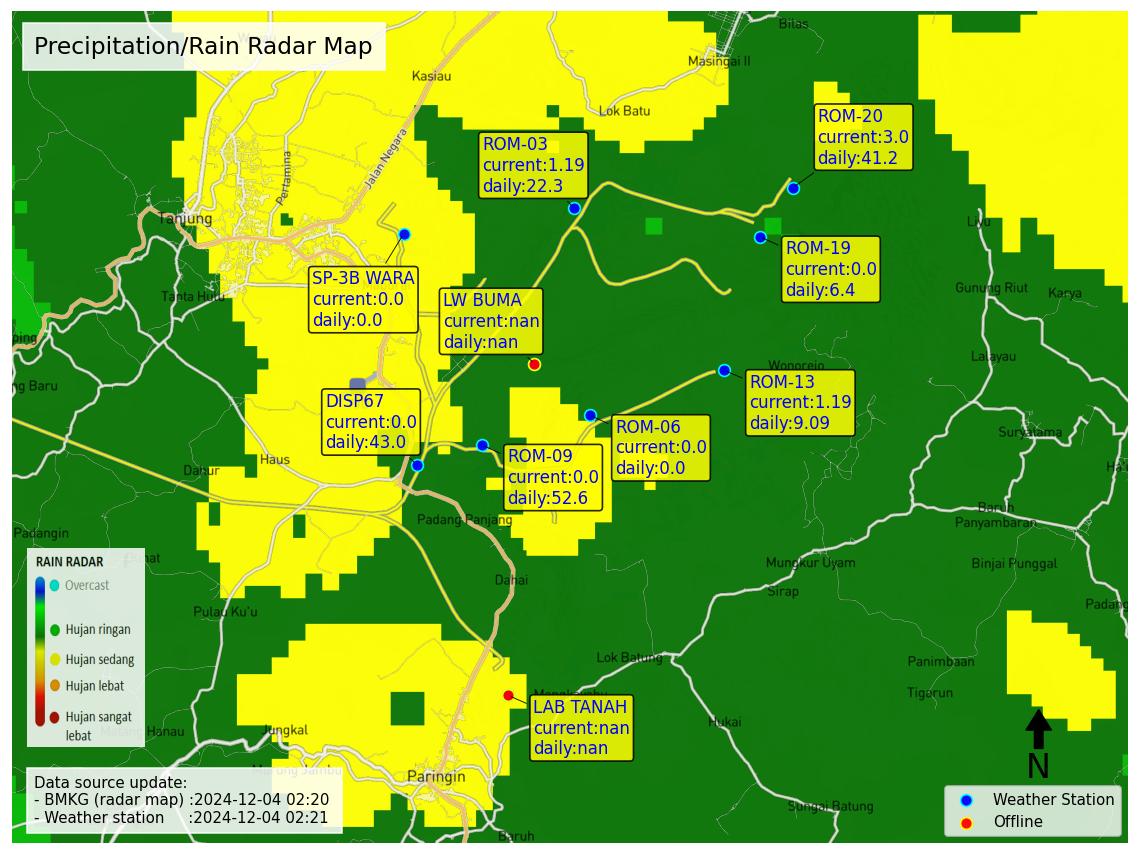 Precipitation/Rain Radar Map
Bilas
Masingai II
Kasiau
Lok Batu
ROM-20
current:3.0
daily:41.2
ROM-03
current:1.19
daily:22.3
Jalan Negara
Pertamina
Tanjung
Liyu
ROM-19
current:0.0
daily:6.4
SP-3B WARA
current:0.0
daily:0.0
LW BUMA
current:nan
daily:nan
Tanta Hulu
Gunung Riut
Karya
Lalayau
ping
ng Baru
Wonorejo
ROM-13
current:1.19
daily:9.09
DISP67
current:0.0
daily:43.0
ROM-06
current:0.0
daily:0.0
Suryatama
ROM-09
current:0.0
daily:52.6
Haus
Dahur
Padang Panjang
Baruh
Panyambaran
Padangin
Mungkur Uyam
Binjai Punggal
Dahai
Sirap
Padang
Pulau Ku'u
RAIN RADAR
Overcast
Hujan ringan
Hujan sedang
Hujan lebat
Hujan sangat
lebat
Lok Batung
Panimbaan
Tigarun
LAB TANAH
current:nan
daily:nan
Hukai
Jungkal
Paringin
Sungai Batung
Baruh
Data source update:
- BMKG (radar map) :2024-12-04 02:20
- Weather station :2024-12-04 02:21
N
Weather Station
Offline